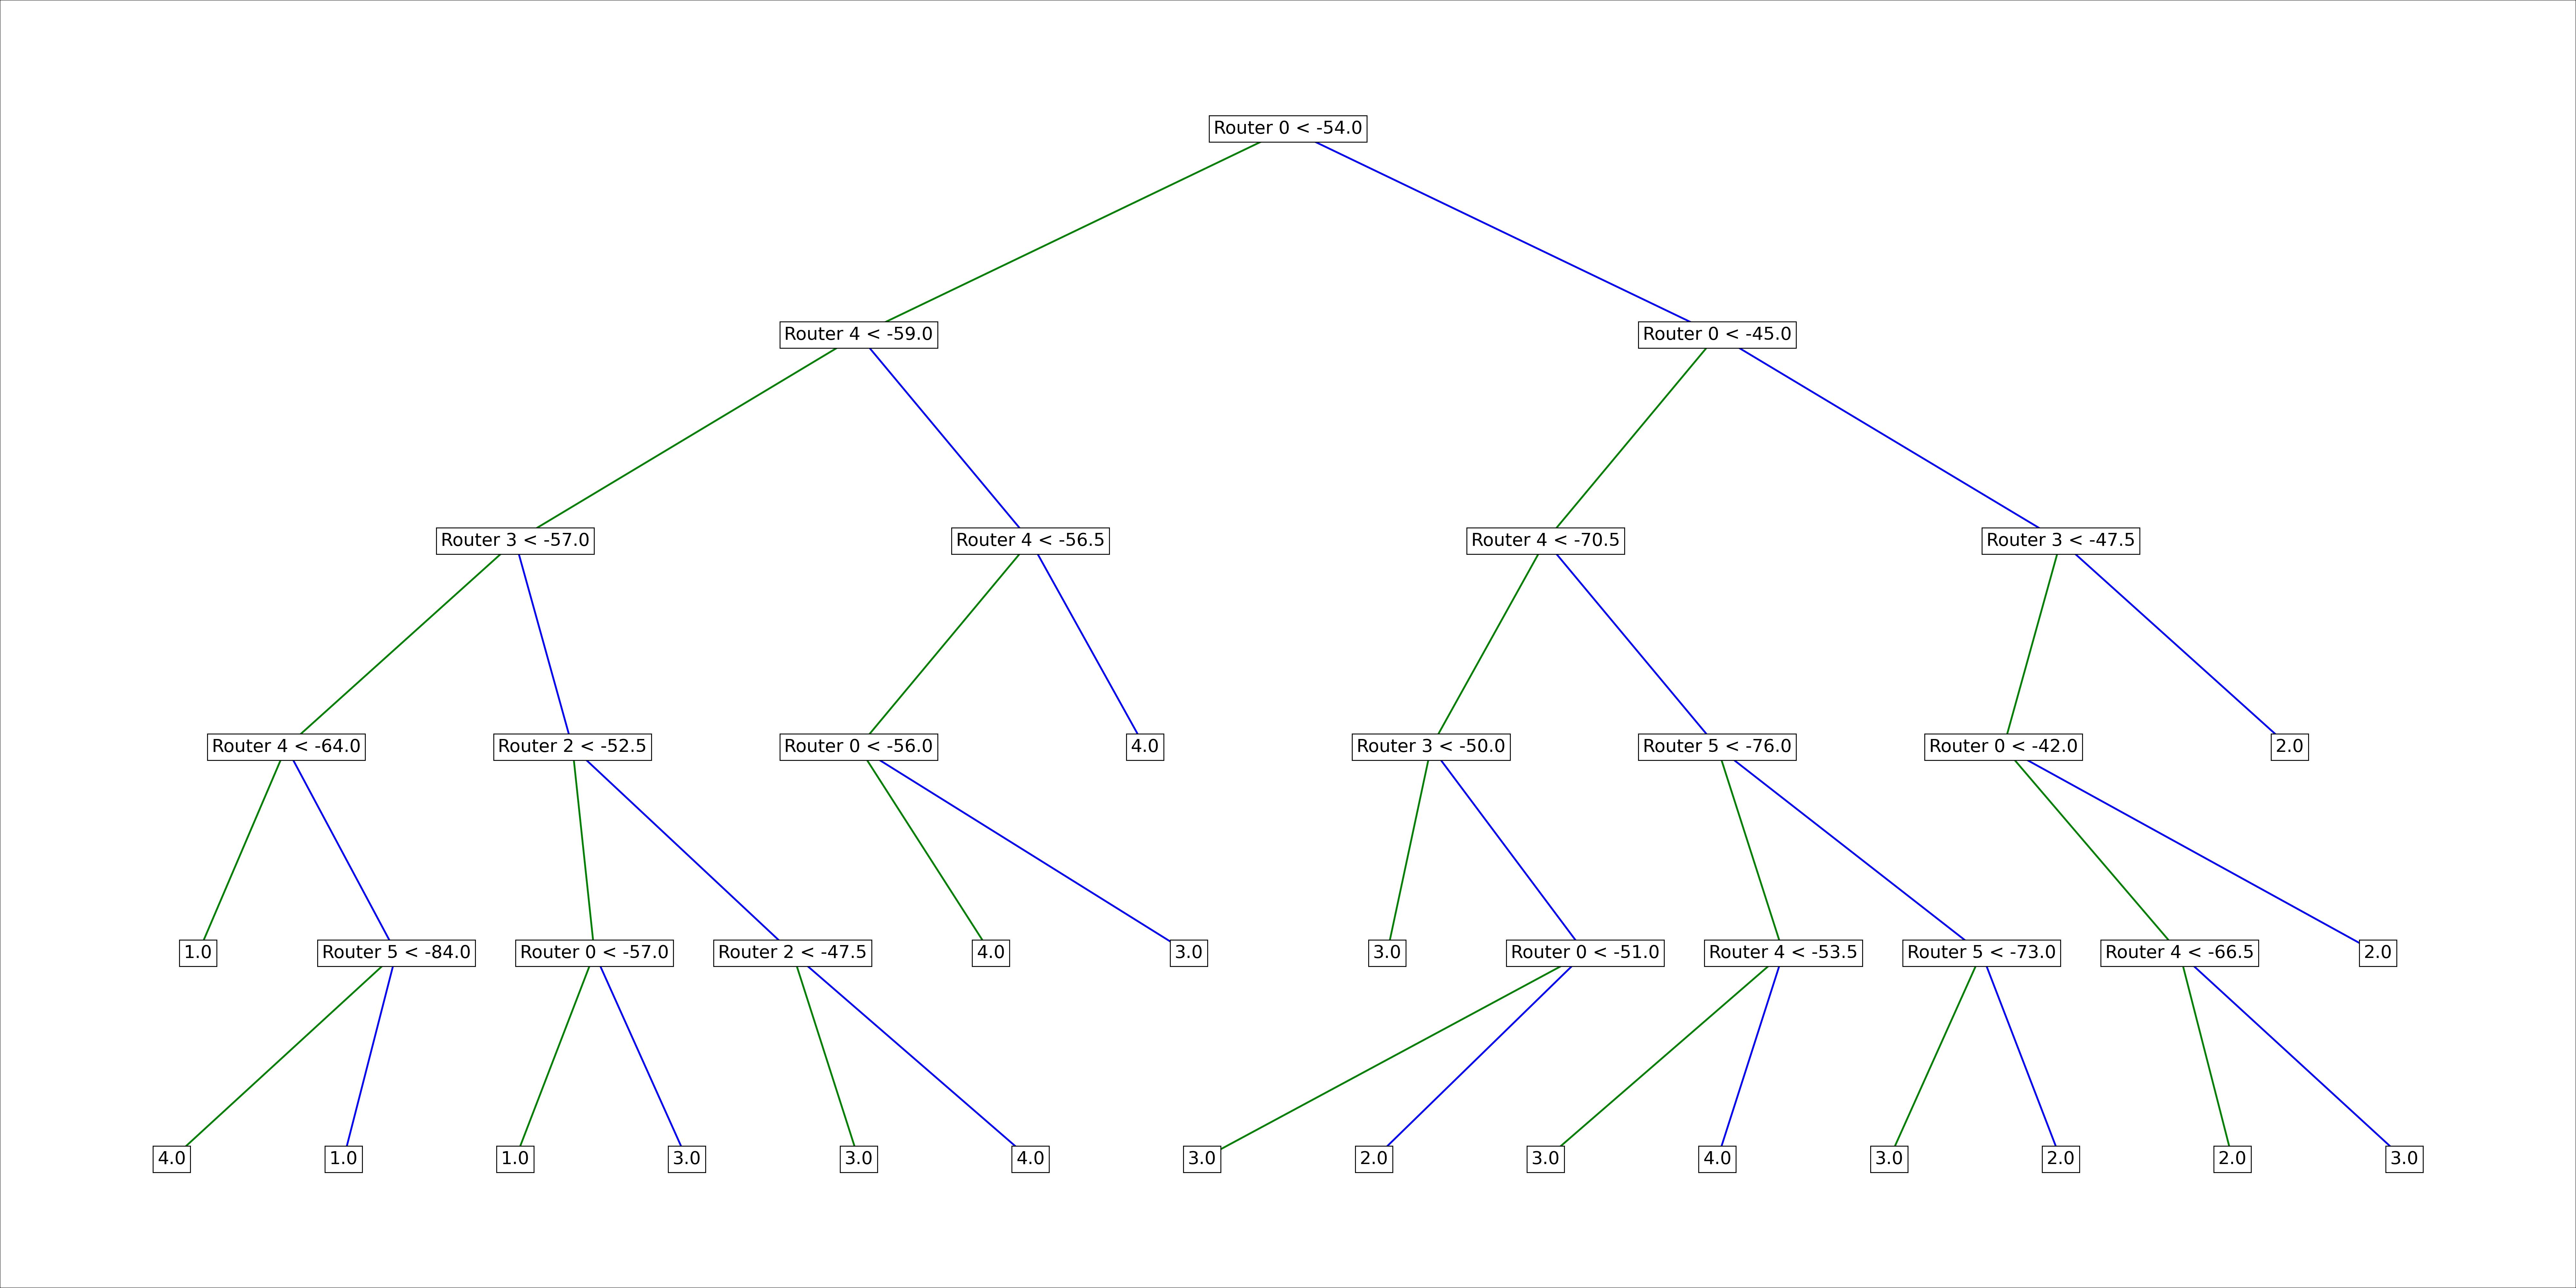 Router 0 < -54.0
Router 4 < -59.0
Router 0 < -45.0
Router 3 < -57.0
Router 4 < -56.5
Router 4 < -70.5
Router 3 < -47.5
Router 4 < -64.0
Router 2 < -52.5
Router 0 < -56.0
4.0
Router 3 < -50.0
Router 5 < -76.0
Router 0 < -42.0
2.0
1.0
Router 5 < -84.0
Router 0 < -57.0
Router 2 < -47.5
4.0
3.0
3.0
Router 0 < -51.0
Router 4 < -53.5
Router 5 < -73.0
Router 4 < -66.5
2.0
4.0
1.0
1.0
3.0
3.0
4.0
3.0
2.0
3.0
4.0
3.0
2.0
2.0
3.0